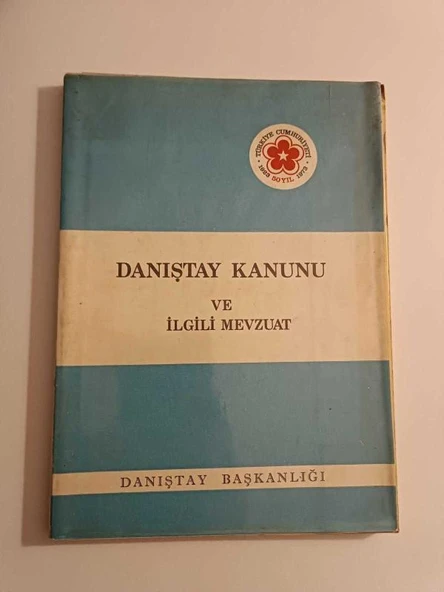 TÜRKİYE CUMHURİYETİ
1923 50 YIL 1973
DANIŞTAY KANUNU
VE
İLGİLİ MEVZUAT
DANIŞTAY BAŞKANLIĞI